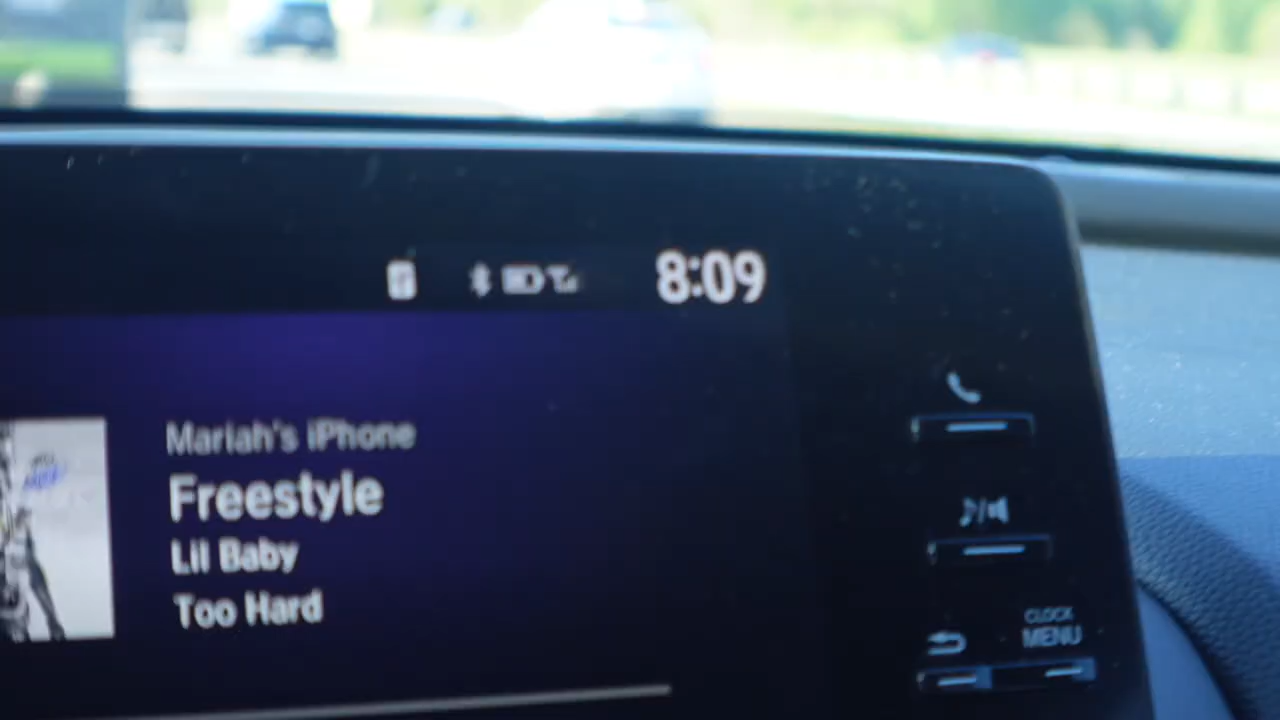 8:09
Mariah's iPhone
Freestyle
Lil Baby
Too Hard
CLOCK
MENU